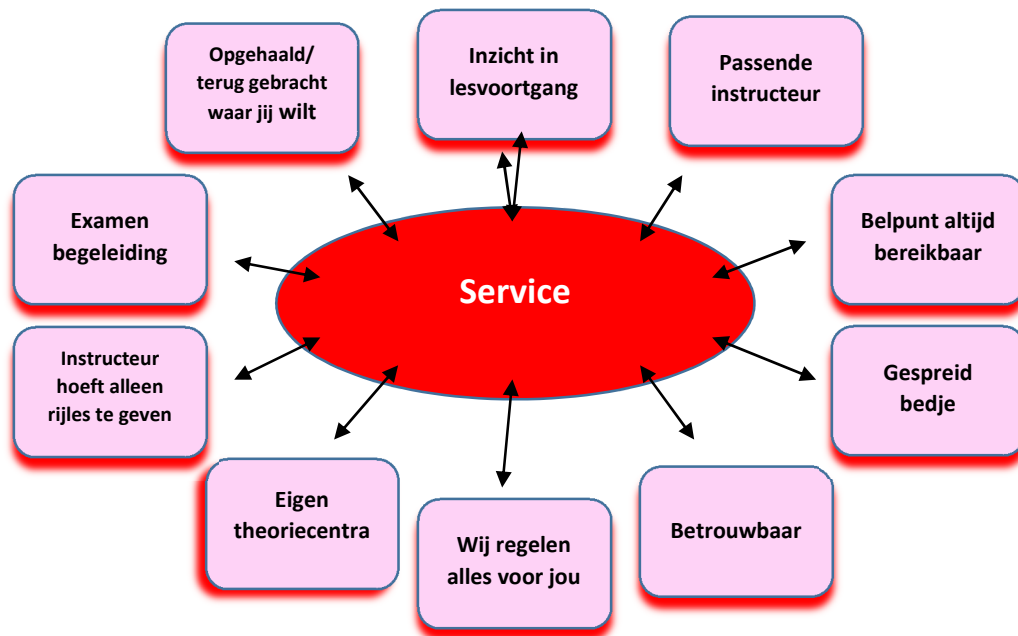 Opgehaald/
terug gebracht
waar jij wilt
Inzicht in
lesvoortgang
Passende
instructeur
Examen
begeleiding
Belpunt altijd
bereikbaar
Service
Instructeur
hoeft alleen
rijles te geven
Gespreid
bedje
Eigen
theoriecentra
Wij regelen
alles voor jou
Betrouwbaar